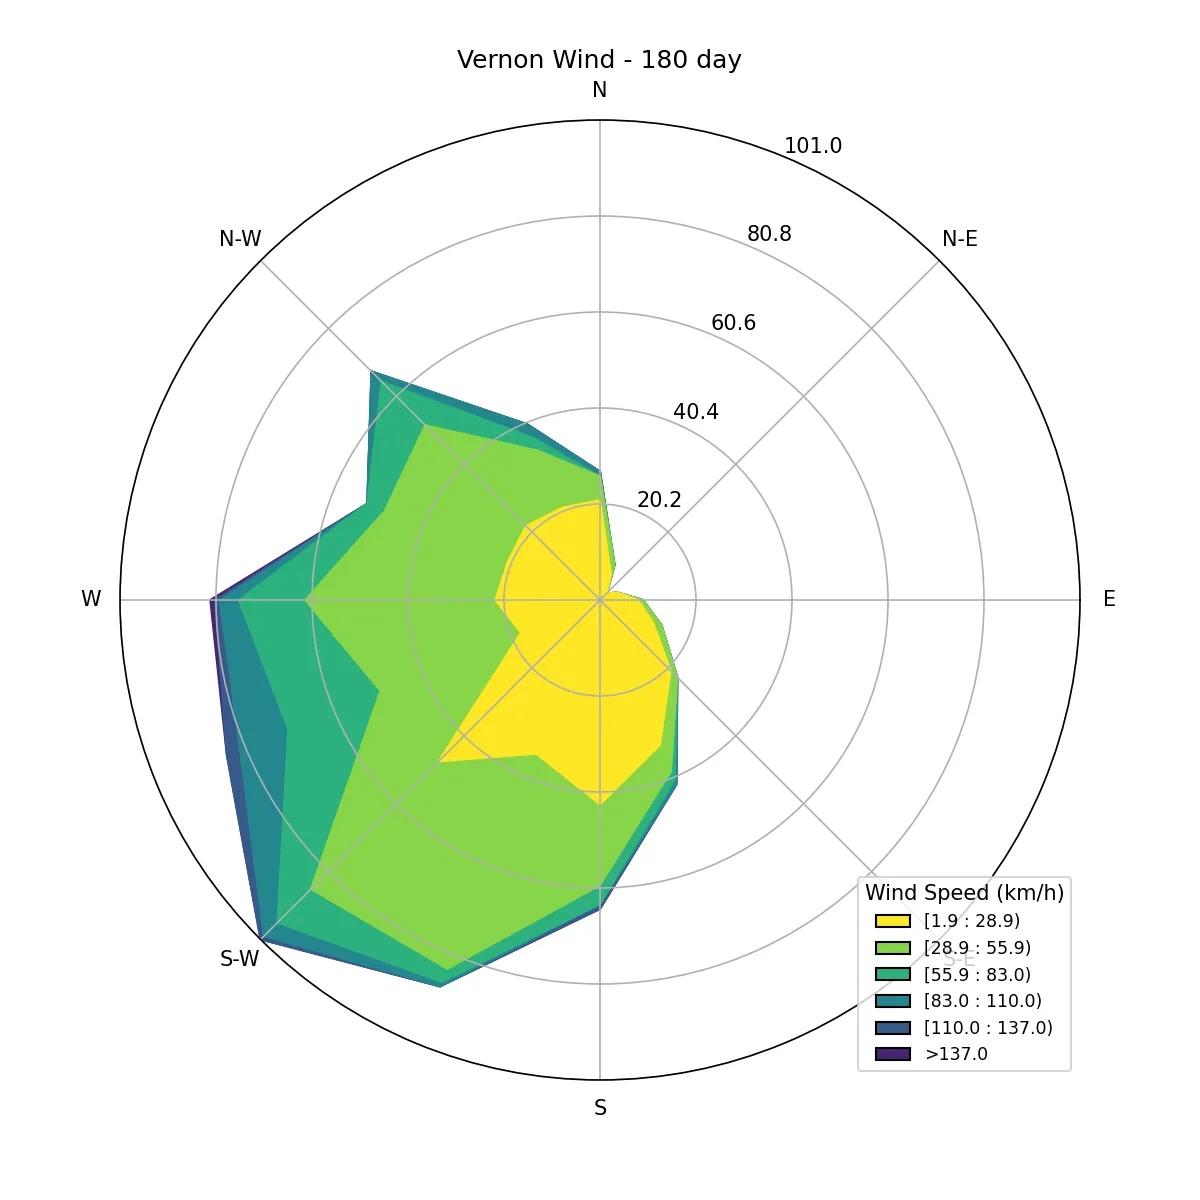 Vernon Wind - 180 day
N
101.0
80.8
N-W
N-E
60.6
40.4
20.2
W
E
S-W
S-E
Wind Speed (km/h)
[1.9 : 28.9)
[28.9 : 55.9)
[55.9 : 83.0)
[83.0 : 110.0)
[110.0 : 137.0)
>137.0
S